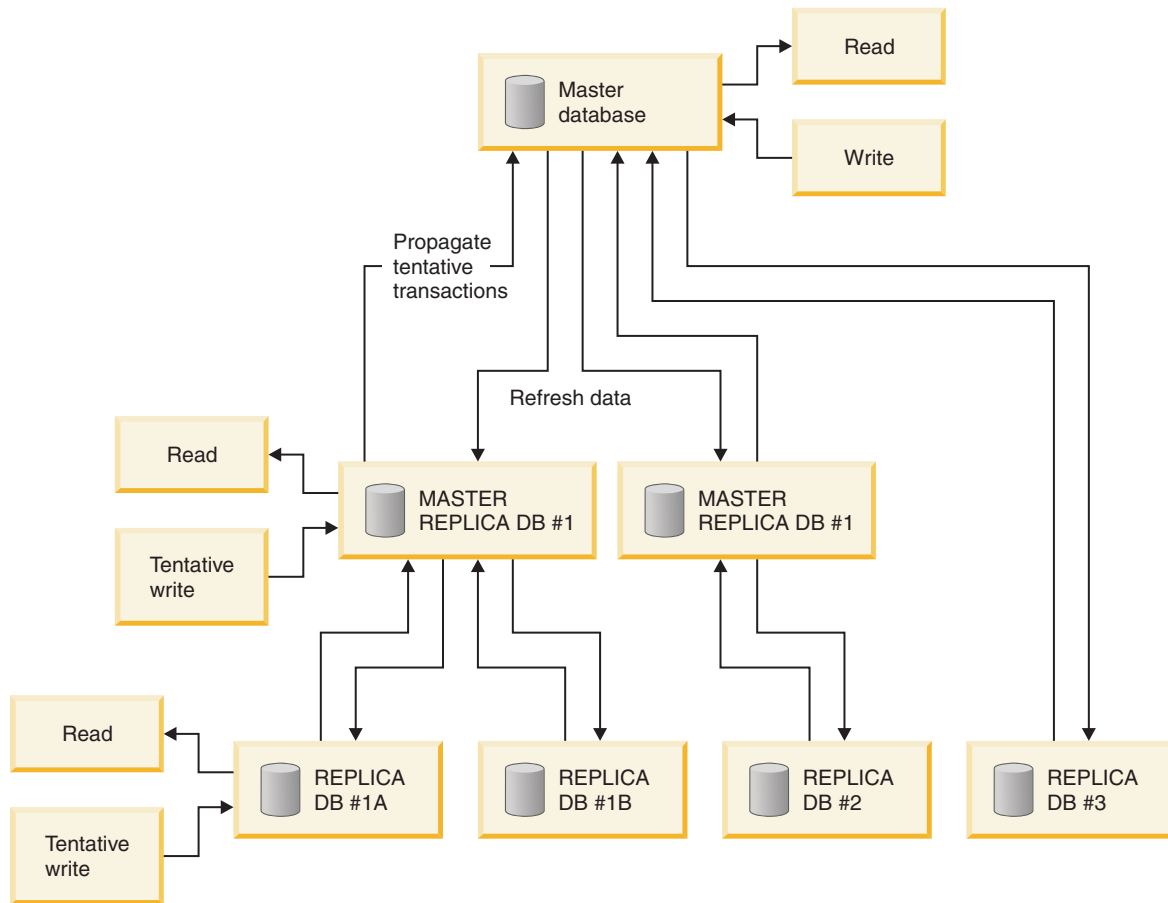 Read
Master
database
Write
Propagate
tentative
transactions
Refresh data
Read
MASTER
REPLICA DB #1
MASTER
REPLICA DB #1
Tentative
write
Read
REPLICA
DB #1A
REPLICA
DB #1B
REPLICA
DB #2
REPLICA
DB #3
Tentative
write